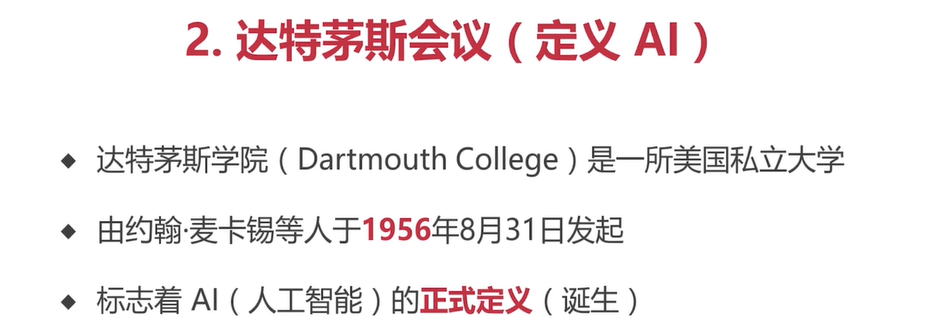 2. 达特茅斯会议（定义 AI）
◆ 达特茅斯学院（Dartmouth College）是一所美国私立大学
◆ 由约翰·麦卡锡等人于1956年8月31日发起
◆ 标志着 AI（人工智能）的正式定义（诞生）